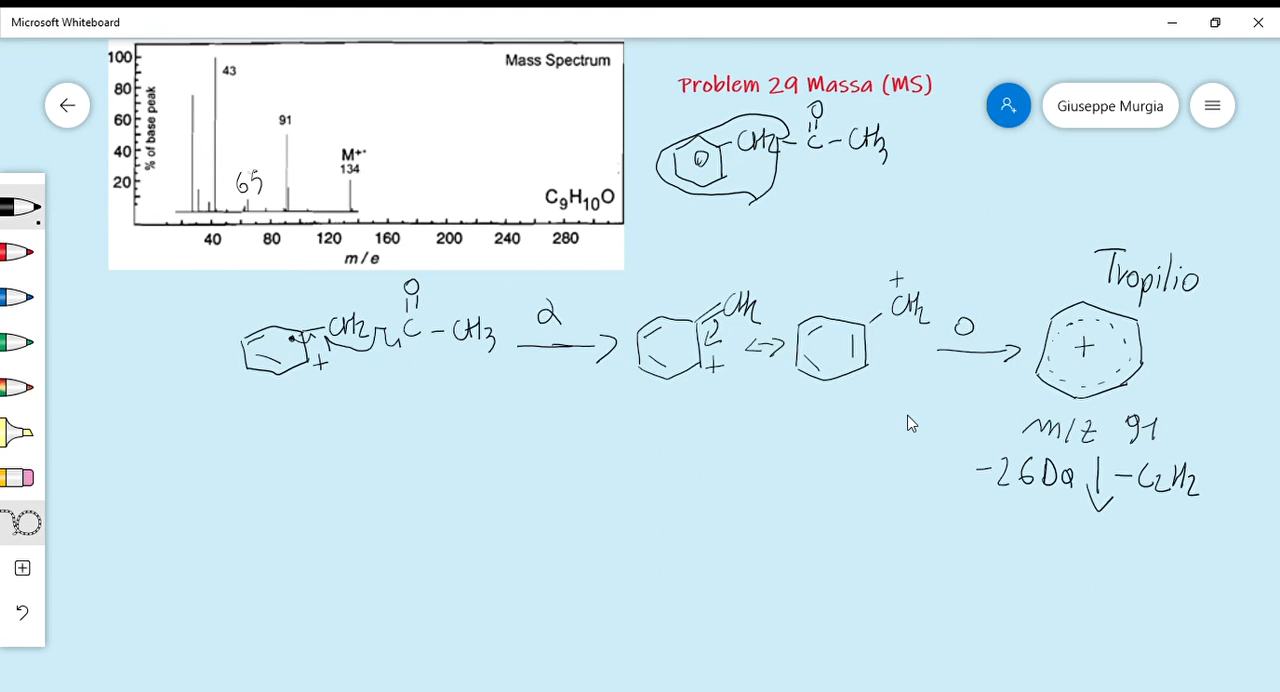 Microsoft Whiteboard
Mass Spectrum
100
80
60
40
20
% of base peak
43
91
M+·
134
65
C9H10O
40 80 120 160 200 240 280
m/e
Problem 29 Massa (MS)
Giuseppe Murgia
O
CH2 - C - CH3
O
CH2 C - CH3
+
α
CH2
+
+
CH2
O
Tropilio
+
m/z 91
-26Da
-C2H2